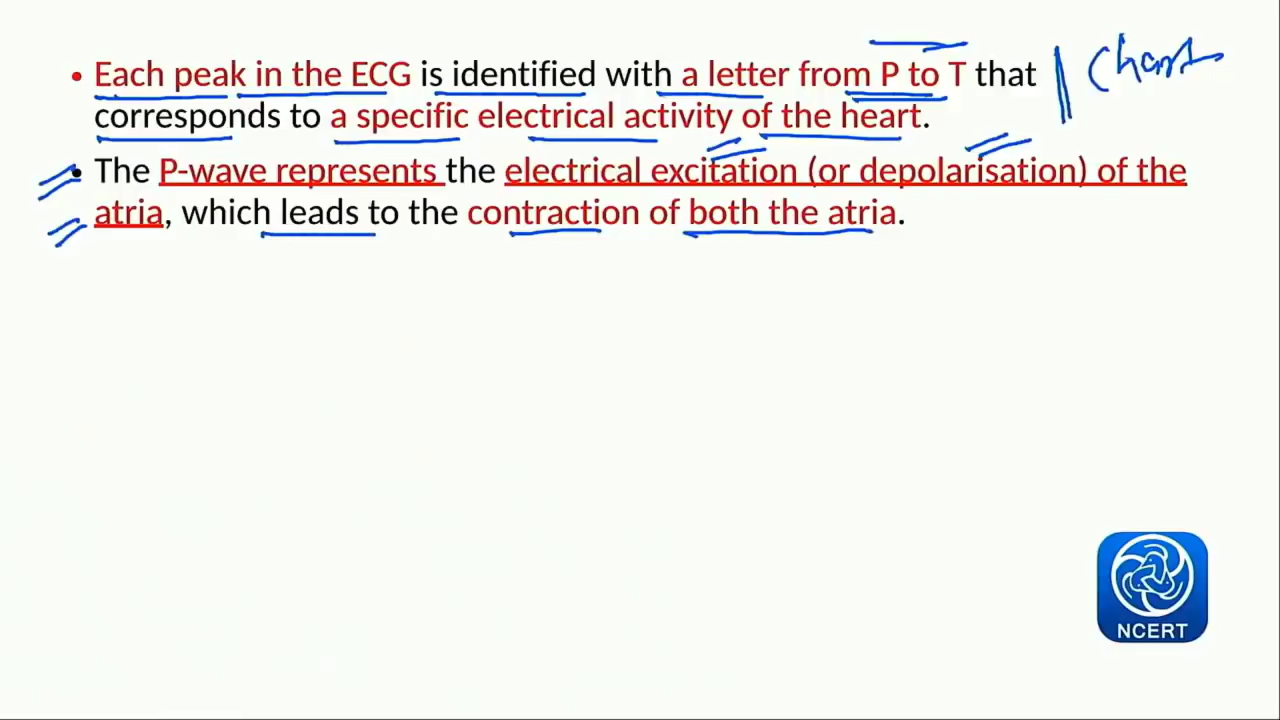 • Each peak in the ECG is identified with a letter from P to T that
corresponds to a specific electrical activity of the heart.
• The P-wave represents the electrical excitation (or depolarisation) of the
atria, which leads to the contraction of both the atria.
Chart
NCERT